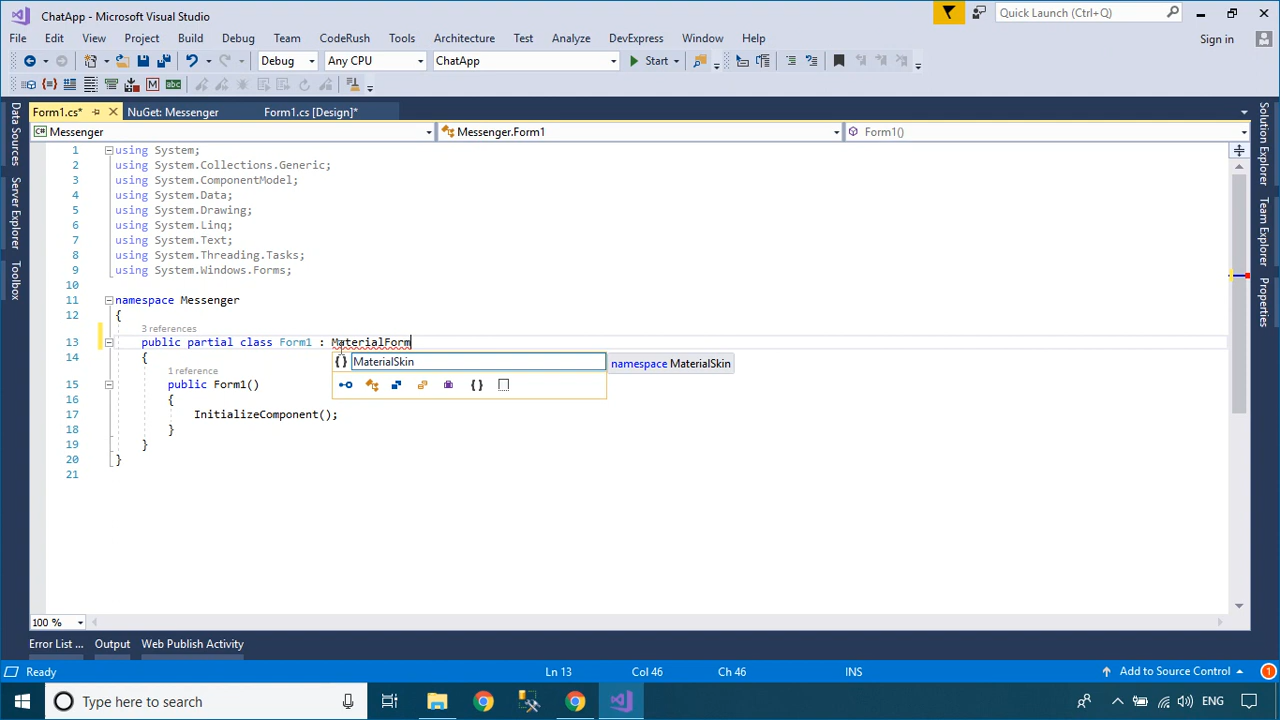 ChatApp - Microsoft Visual Studio
Quick Launch (Ctrl+Q)
File Edit View Project Build Debug Team CodeRush Tools Architecture Test Analyze DevExpress Window Help
Sign in
Debug Any CPU ChatApp Start
Form1.cs* NuGet: Messenger Form1.cs [Design]*
Messenger Messenger.Form1 Form1()
Data Sources
Server Explorer
Toolbox
Solution Explorer
Team Explorer
Properties
1 using System;
2 using System.Collections.Generic;
3 using System.ComponentModel;
4 using System.Data;
5 using System.Drawing;
6 using System.Linq;
7 using System.Text;
8 using System.Threading.Tasks;
9 using System.Windows.Forms;
10
11 namespace Messenger
12 {
3 references
13 public partial class Form1 : MaterialForm
14 {
{} MaterialSkin
namespace MaterialSkin
1 reference
15 public Form1()
16 {
17 InitializeComponent();
18 }
19 }
20 }
21
100 %
Error List ... Output Web Publish Activity
Ready Ln 13 Col 46 Ch 46 INS Add to Source Control 1
Type here to search
ENG